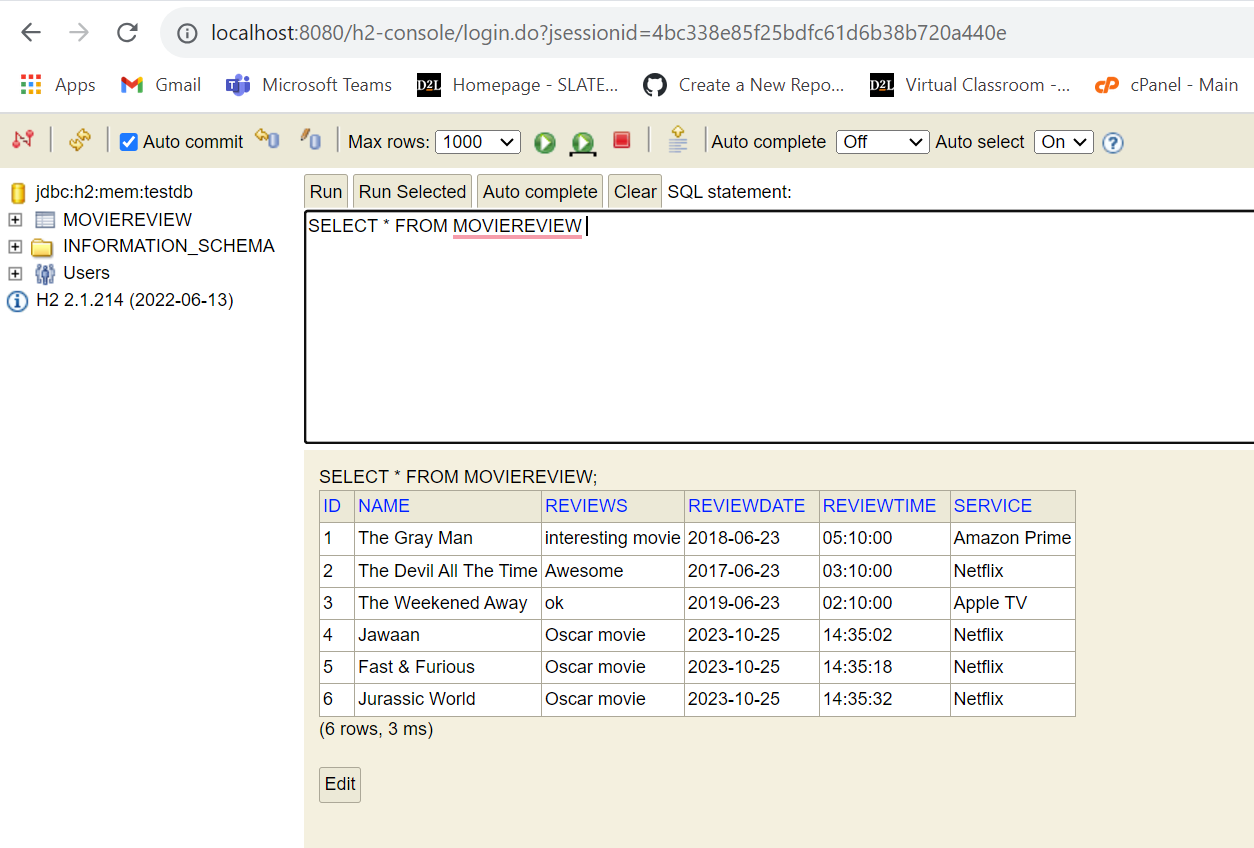 localhost:8080/h2-console/login.do?jsessionid=4bc338e85f25bdfc61d6b38b720a440e
Apps Gmail Microsoft Teams D2L Homepage - SLATE... Create a New Repo... D2L Virtual Classroom -... cP cPanel - Main
Auto commit Max rows: 1000 Auto complete Off Auto select On ?
jdbc:h2:mem:testdb
MOVIEREVIEW
INFORMATION_SCHEMA
Users
H2 2.1.214 (2022-06-13)
Run Run Selected Auto complete Clear SQL statement:
SELECT * FROM MOVIEREVIEW
SELECT * FROM MOVIEREVIEW;
ID NAME REVIEWS REVIEWDATE REVIEWTIME SERVICE
1 The Gray Man interesting movie 2018-06-23 05:10:00 Amazon Prime
2 The Devil All The Time Awesome 2017-06-23 03:10:00 Netflix
3 The Weekened Away ok 2019-06-23 02:10:00 Apple TV
4 Jawaan Oscar movie 2023-10-25 14:35:02 Netflix
5 Fast & Furious Oscar movie 2023-10-25 14:35:18 Netflix
6 Jurassic World Oscar movie 2023-10-25 14:35:32 Netflix
(6 rows, 3 ms)
Edit